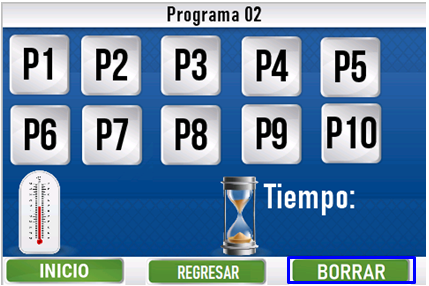 Programa 02
P1 P2 P3 P4 P5
P6 P7 P8 P9 P10
Tiempo:
INICIO REGRESAR BORRAR